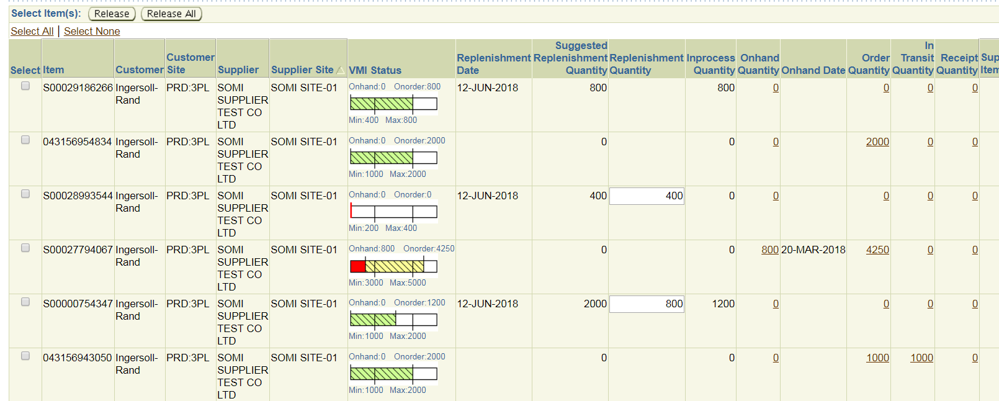 Select Item(s): Release Release All
Select All | Select None
Select Item Customer Customer Site Supplier Supplier Site VMI Status Replenishment Date Suggested Replenishment Quantity Replenishment Quantity Inprocess Quantity Onhand Quantity Onhand Date Order Quantity In Transit Quantity Receipt Quantity Sup Item
S00029186266 Ingersoll- PRD:3PL SOMI SOMI SITE-01 Onhand:0 Onorder:800 12-JUN-2018 800 800 0 0 0 0
Rand SUPPLIER
TEST CO
LTD Min:400 Max:800
043156954834 Ingersoll- PRD:3PL SOMI SOMI SITE-01 Onhand:0 Onorder:2000 0 0 0 2000 0 0
Rand SUPPLIER
TEST CO
LTD Min:1000 Max:2000
S00028993544 Ingersoll- PRD:3PL SOMI SOMI SITE-01 Onhand:0 Onorder:0 12-JUN-2018 400 400 0 0 0 0 0
Rand SUPPLIER
TEST CO
LTD Min:200 Max:400
S00027794067 Ingersoll- PRD:3PL SOMI SOMI SITE-01 Onhand:800 Onorder:4250 0 0 800 20-MAR-2018 4250 0 0
Rand SUPPLIER
TEST CO
LTD Min:3000 Max:5000
S00000754347 Ingersoll- PRD:3PL SOMI SOMI SITE-01 Onhand:0 Onorder:1200 12-JUN-2018 2000 800 1200 0 0 0 0
Rand SUPPLIER
TEST CO
LTD Min:1000 Max:2000
043156943050 Ingersoll- PRD:3PL SOMI SOMI SITE-01 Onhand:0 Onorder:2000 0 0 0 1000 1000 0
Rand SUPPLIER
TEST CO
LTD Min:1000 Max:2000